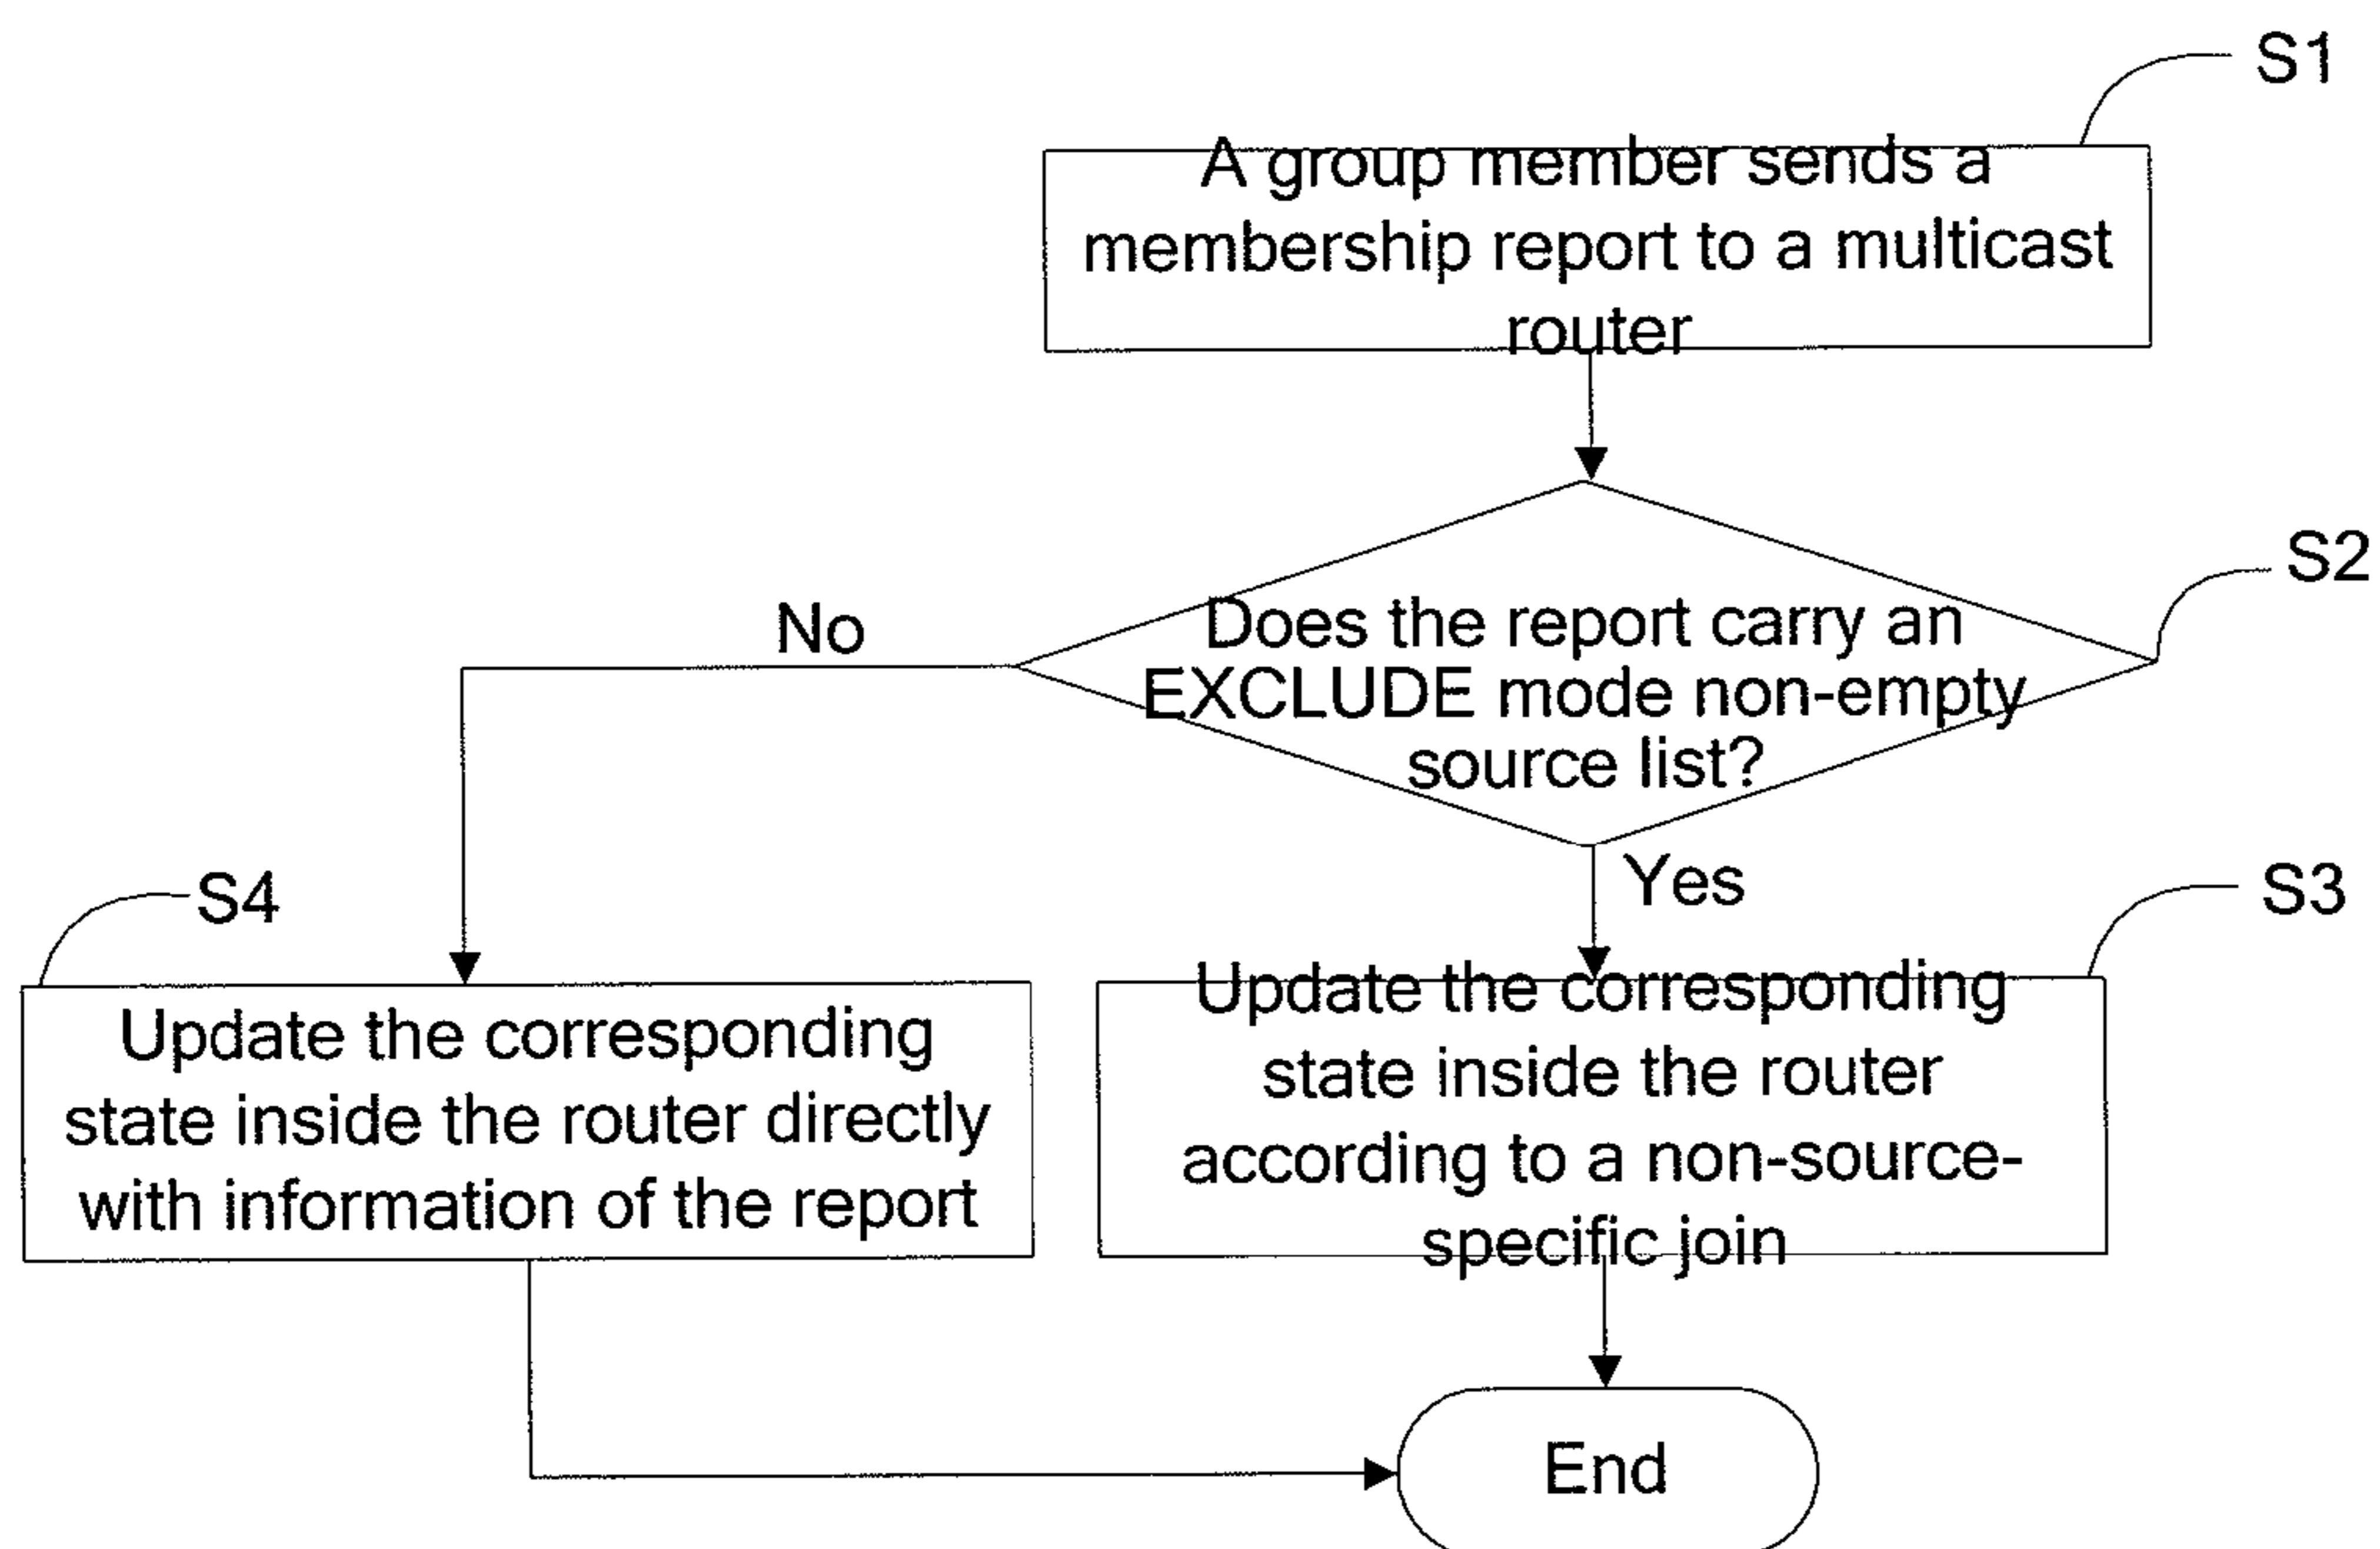 S1
A group member sends a
membership report to a multicast
router
S2
Does the report carry an
EXCLUDE mode non-empty
source list?
No
Yes
S4
S3
Update the corresponding
state inside the router directly
with information of the report
Update the corresponding
state inside the router
according to a non-source-
specific join
End